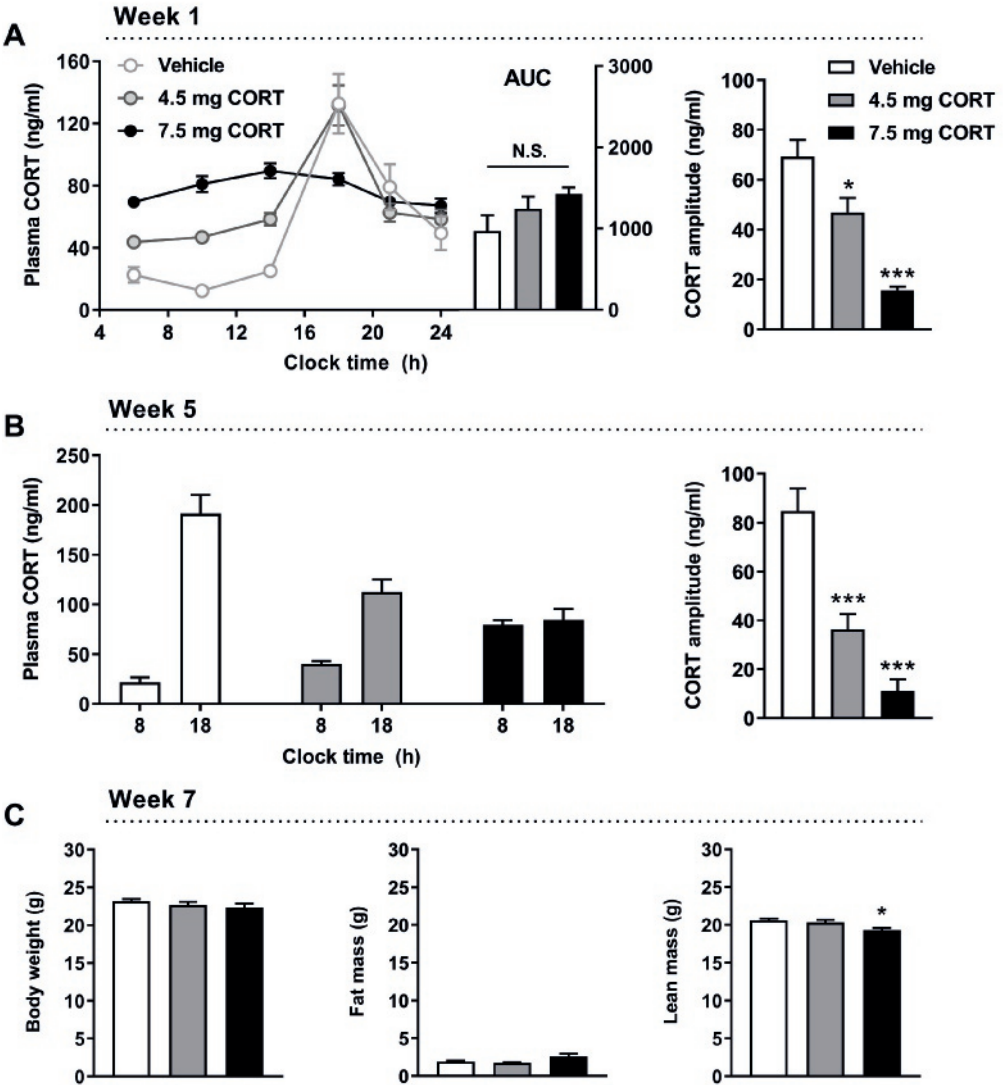 Week 1
A
Plasma CORT (ng/ml)
160
120
80
40
0
4
8
12
16
20
24
Clock time (h)
Vehicle
4.5 mg CORT
7.5 mg CORT
AUC
N.S.
3000
2000
1000
0
CORT amplitude (ng/ml)
100
80
60
40
20
0
*
***
Vehicle
4.5 mg CORT
7.5 mg CORT
Week 5
B
Plasma CORT (ng/ml)
250
200
150
100
50
0
8
18
8
18
8
18
Clock time (h)
CORT amplitude (ng/ml)
100
80
60
40
20
0
***
***
Week 7
C
Body weight (g)
30
25
20
15
10
5
0
Fat mass (g)
30
25
20
15
10
5
0
Lean mass (g)
30
25
20
15
10
5
0
*